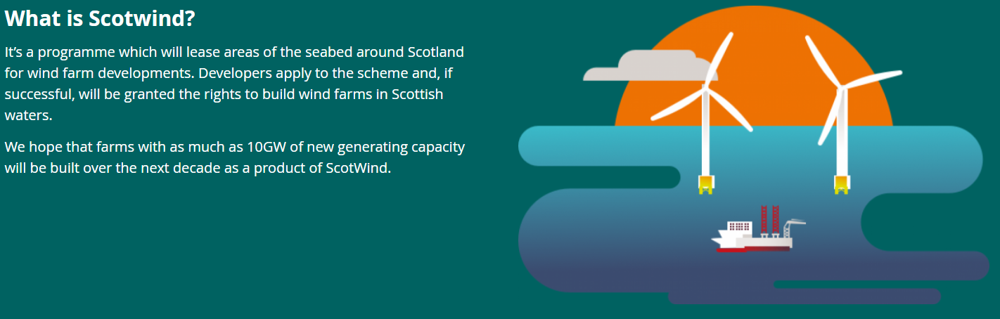 What is Scotwind?
It’s a programme which will lease areas of the seabed around Scotland
for wind farm developments. Developers apply to the scheme and, if
successful, will be granted the rights to build wind farms in Scottish
waters.
We hope that farms with as much as 10GW of new generating capacity
will be built over the next decade as a product of ScotWind.